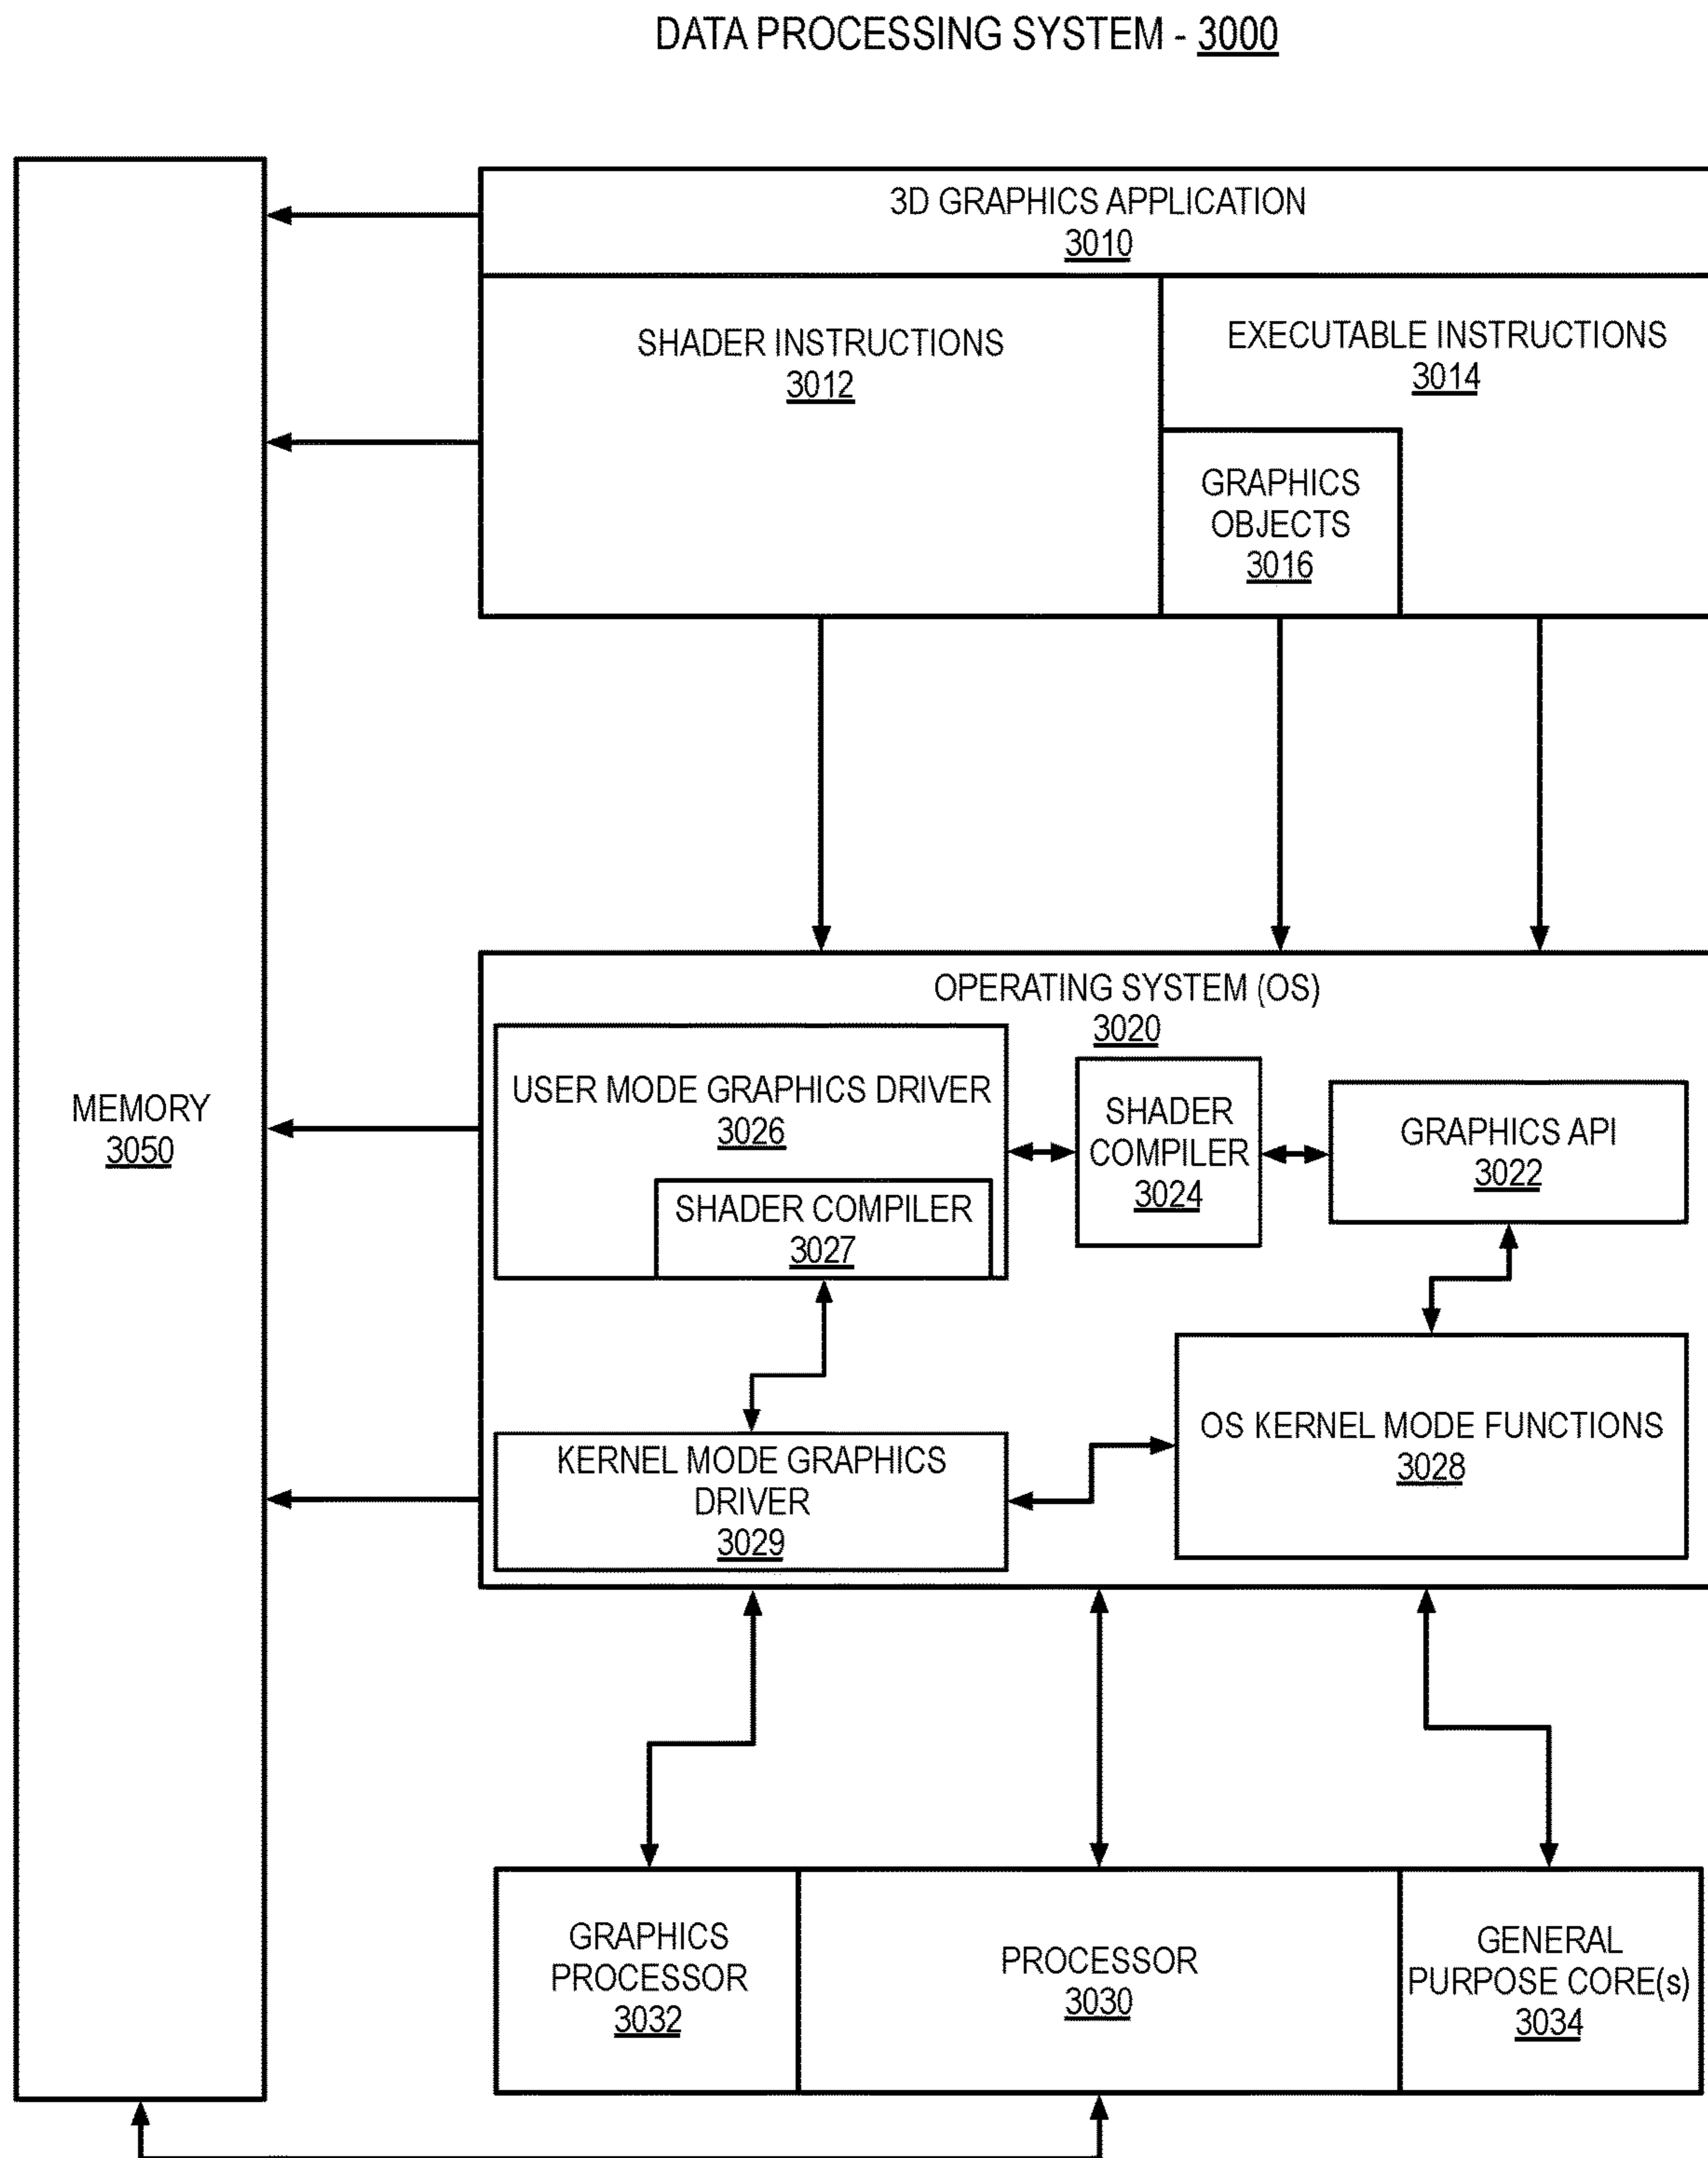 DATA PROCESSING SYSTEM - 3000
3D GRAPHICS APPLICATION
3010
SHADER INSTRUCTIONS
3012
EXECUTABLE INSTRUCTIONS
3014
GRAPHICS
OBJECTS
3016
OPERATING SYSTEM (OS)
3020
USER MODE GRAPHICS DRIVER
3026
SHADER COMPILER
3027
SHADER
COMPILER
3024
GRAPHICS API
3022
MEMORY
3050
OS KERNEL MODE FUNCTIONS
3028
KERNEL MODE GRAPHICS
DRIVER
3029
GRAPHICS
PROCESSOR
3032
PROCESSOR
3030
GENERAL
PURPOSE CORE(s)
3034